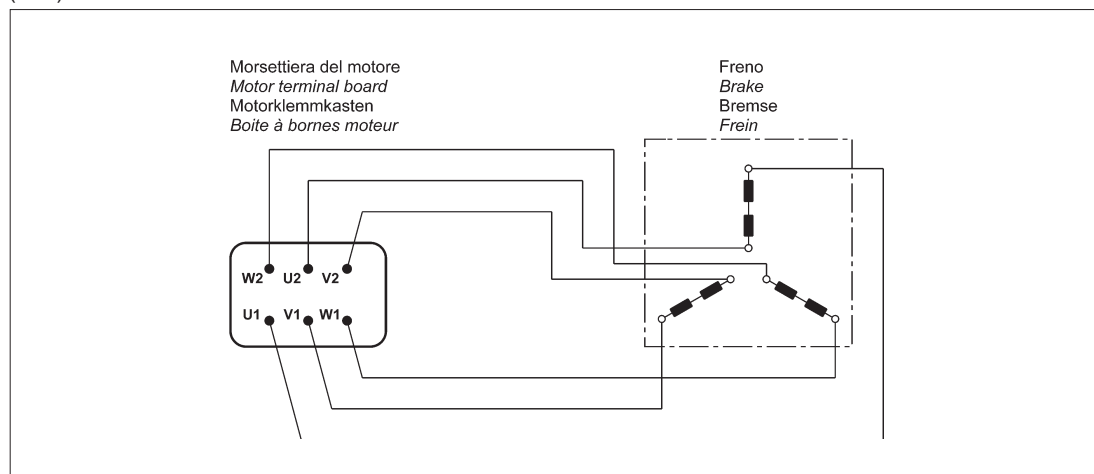 Morsettiera del motore
Motor terminal board
Motorklemmkasten
Boite à bornes moteur
Freno
Brake
Bremse
Frein
W2 U2 V2
U1 V1 W1